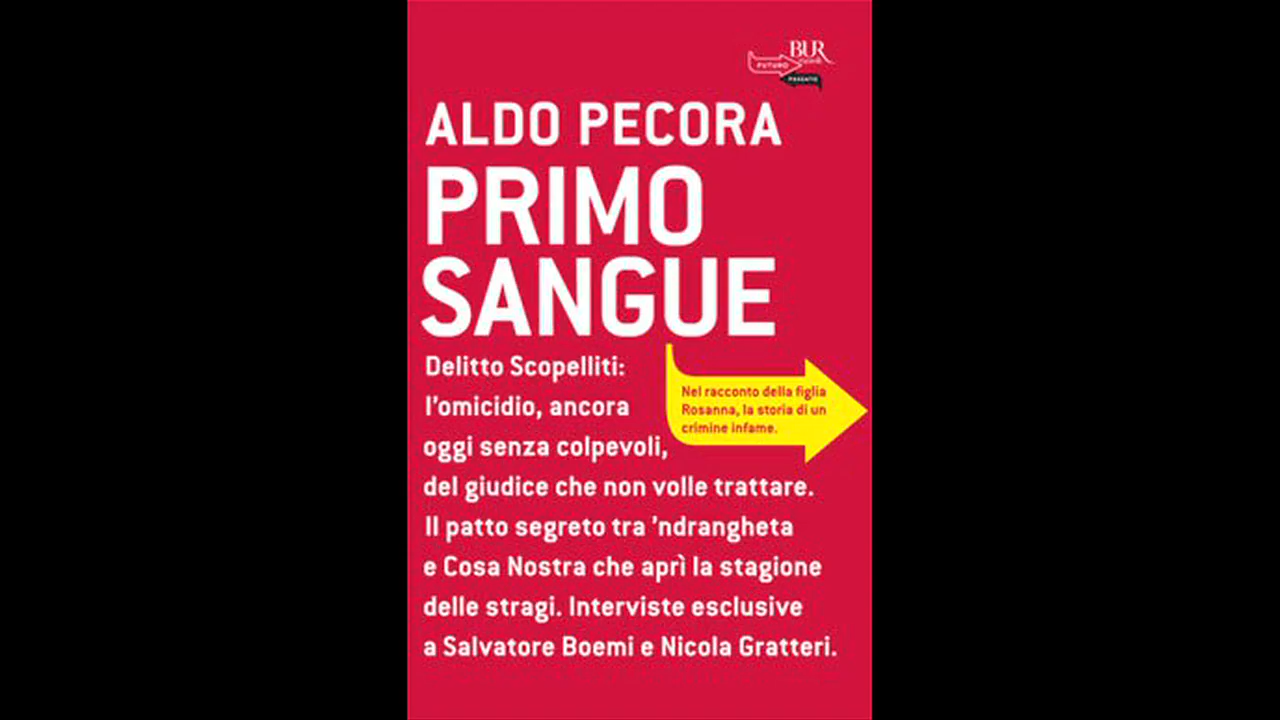 BUR
FUTURO
PASSATO
ALDO PECORA
PRIMO
SANGUE
Delitto Scopelliti:
l'omicidio, ancora
oggi senza colpevoli,
del giudice che non volle trattare.
Il patto segreto tra 'ndrangheta
e Cosa Nostra che aprì la stagione
delle stragi. Interviste esclusive
a Salvatore Boemi e Nicola Gratteri.
Nel racconto della figlia
Rosanna, la storia di un
crimine infame.